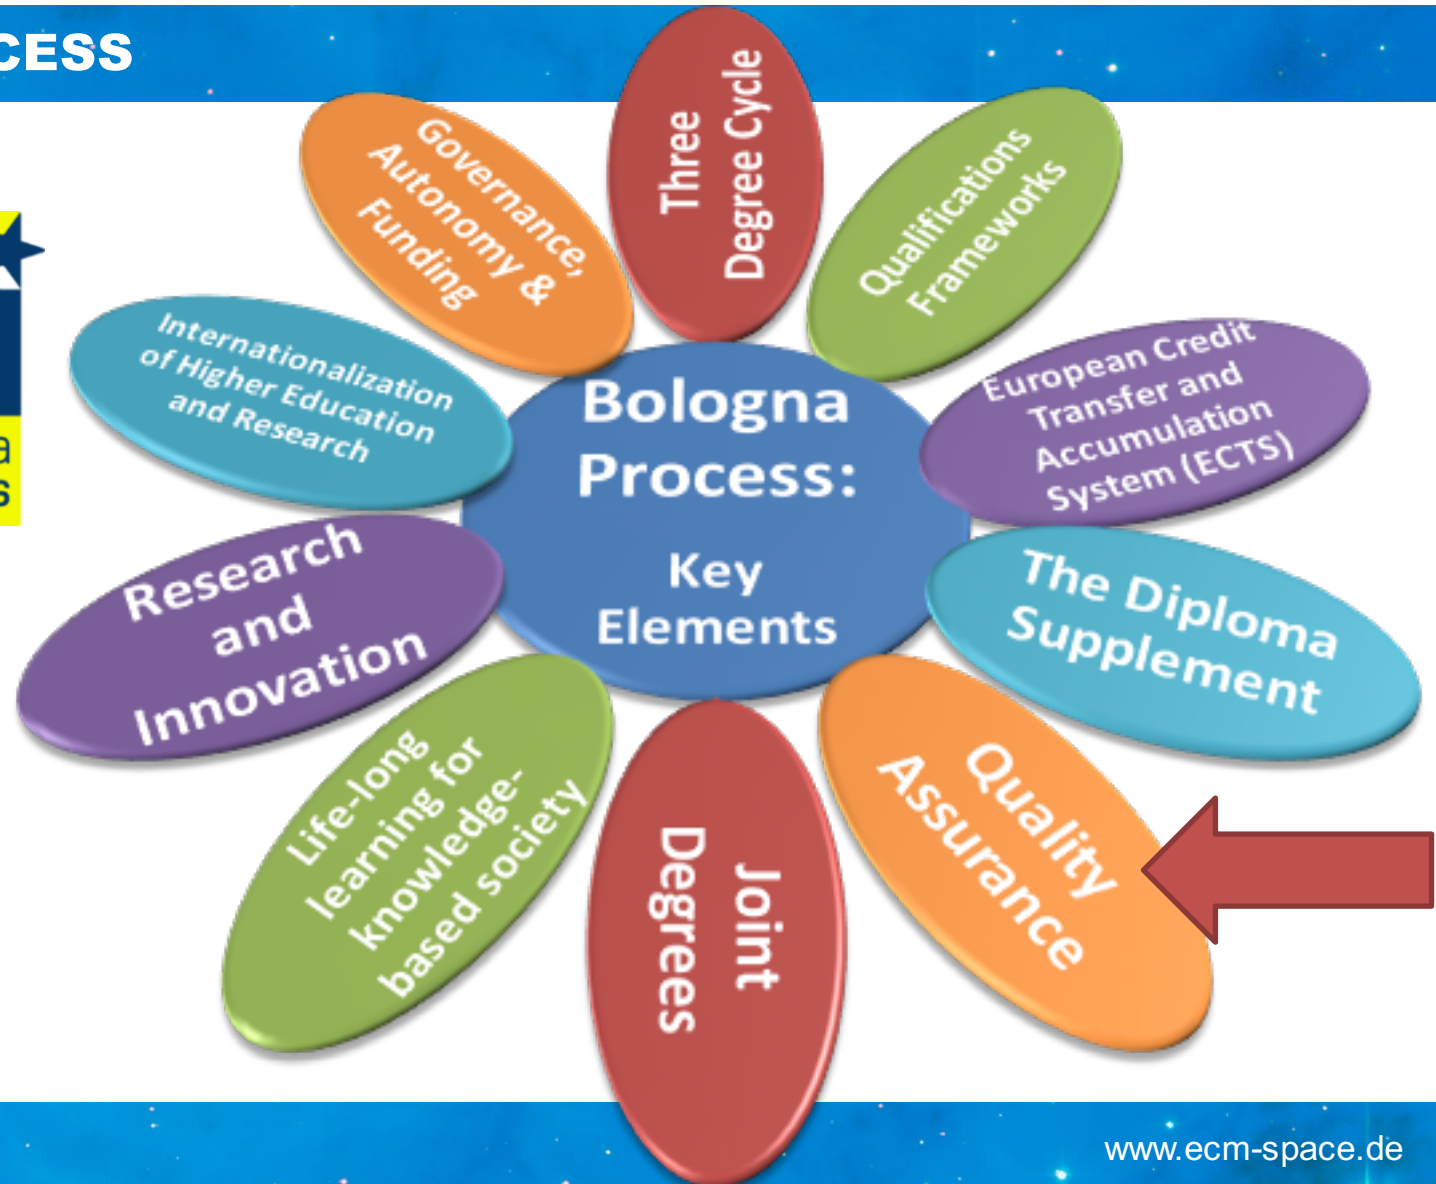 CESS
Three
Degree Cycle
Qualifications
Frameworks
European Credit
Transfer and
Accumulation
System (ECTS)
The Diploma
Supplement
Quality
Assurance
Joint
Degrees
Life-long
learning for
knowledge-
based society
Research
and
Innovation
Internationalization
of Higher Education
and Research
Governance,
Autonomy &
Funding
Bologna
Process:
Key
Elements
a
s
www.ecm-space.de